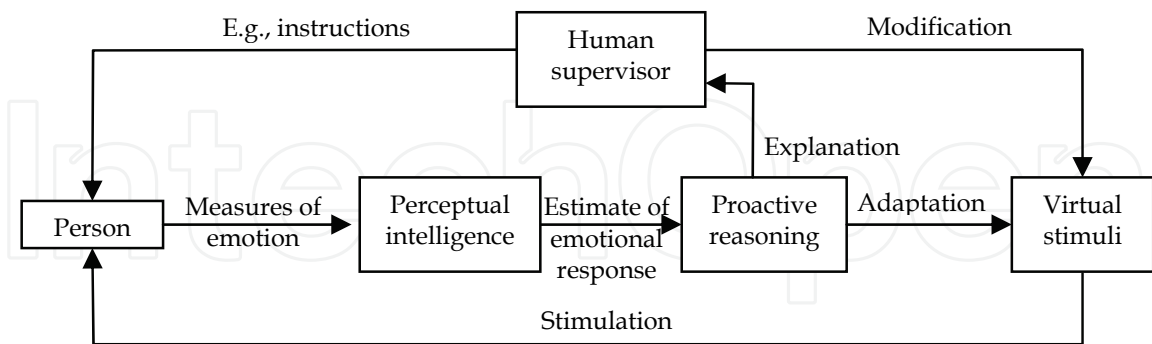 E.g., instructions
Human
supervisor
Modification
Explanation
Person
Measures of
emotion
Perceptual
intelligence
Estimate of
emotional
response
Proactive
reasoning
Adaptation
Virtual
stimuli
Stimulation
IntechOpen